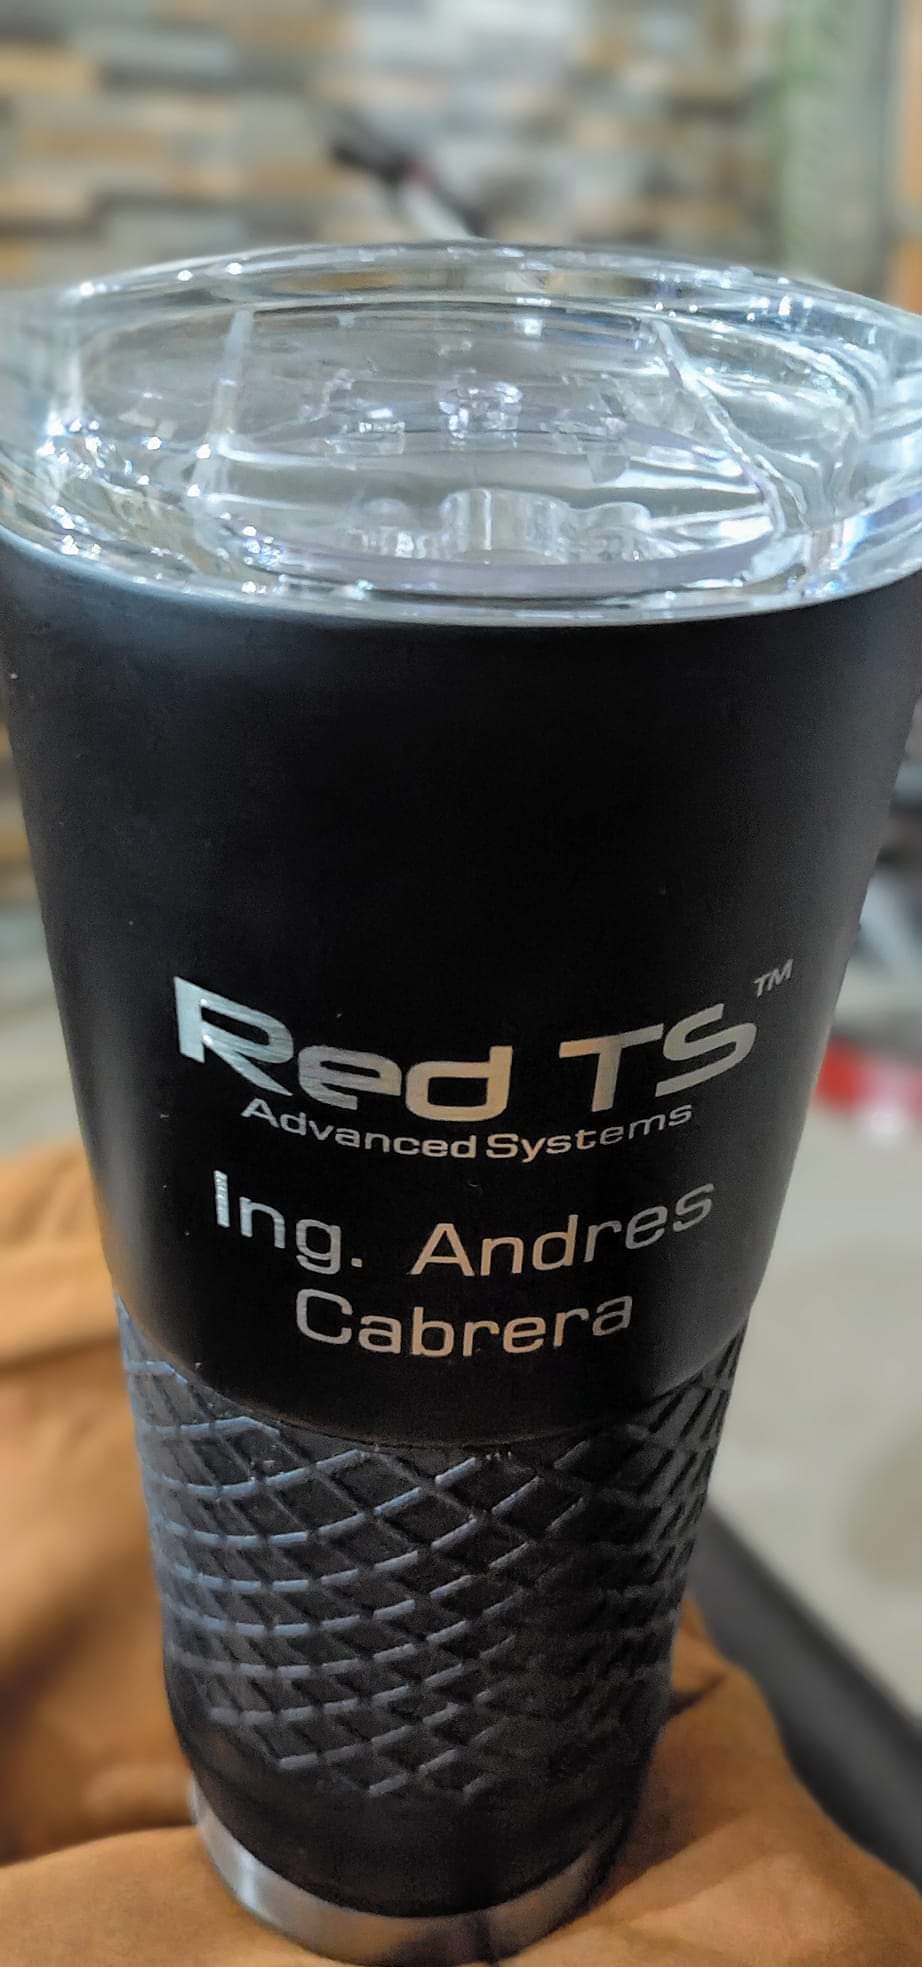 Red TS™
Advanced Systems
Ing. Andres
Cabrera